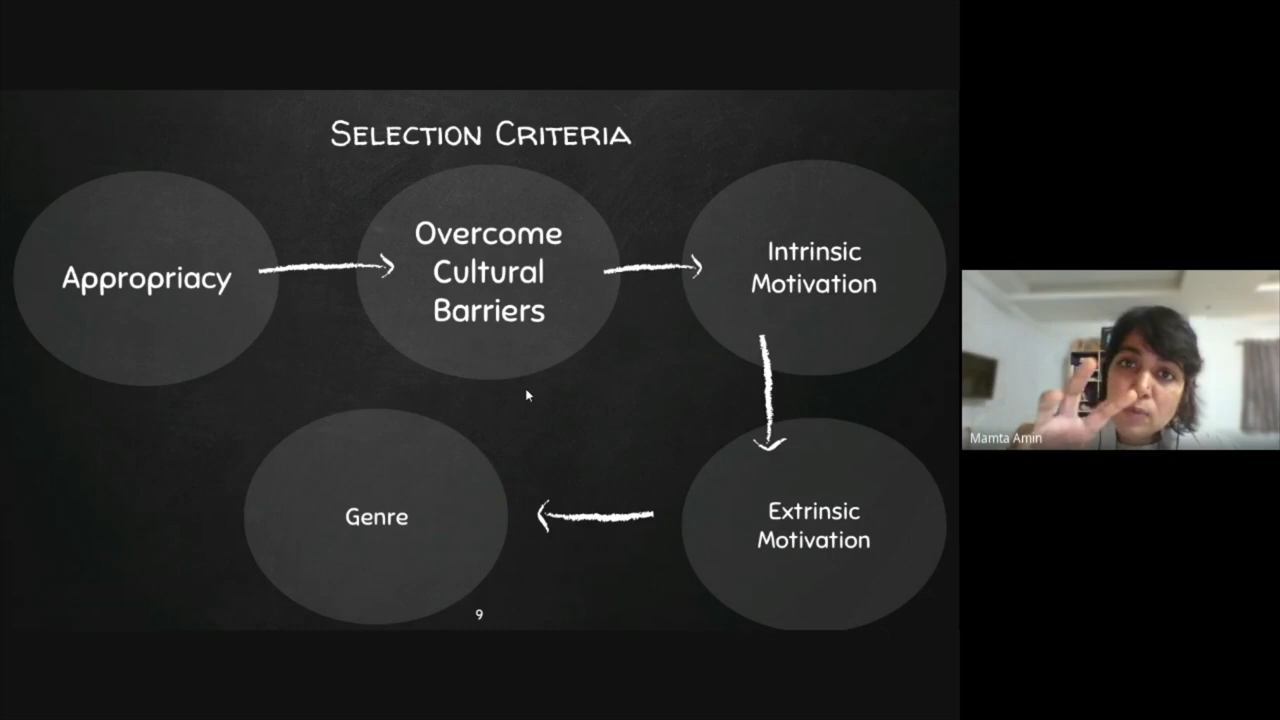 Selection Criteria
Appropriacy
Overcome
Cultural
Barriers
Intrinsic
Motivation
Extrinsic
Motivation
Genre
9
Mamta Amin